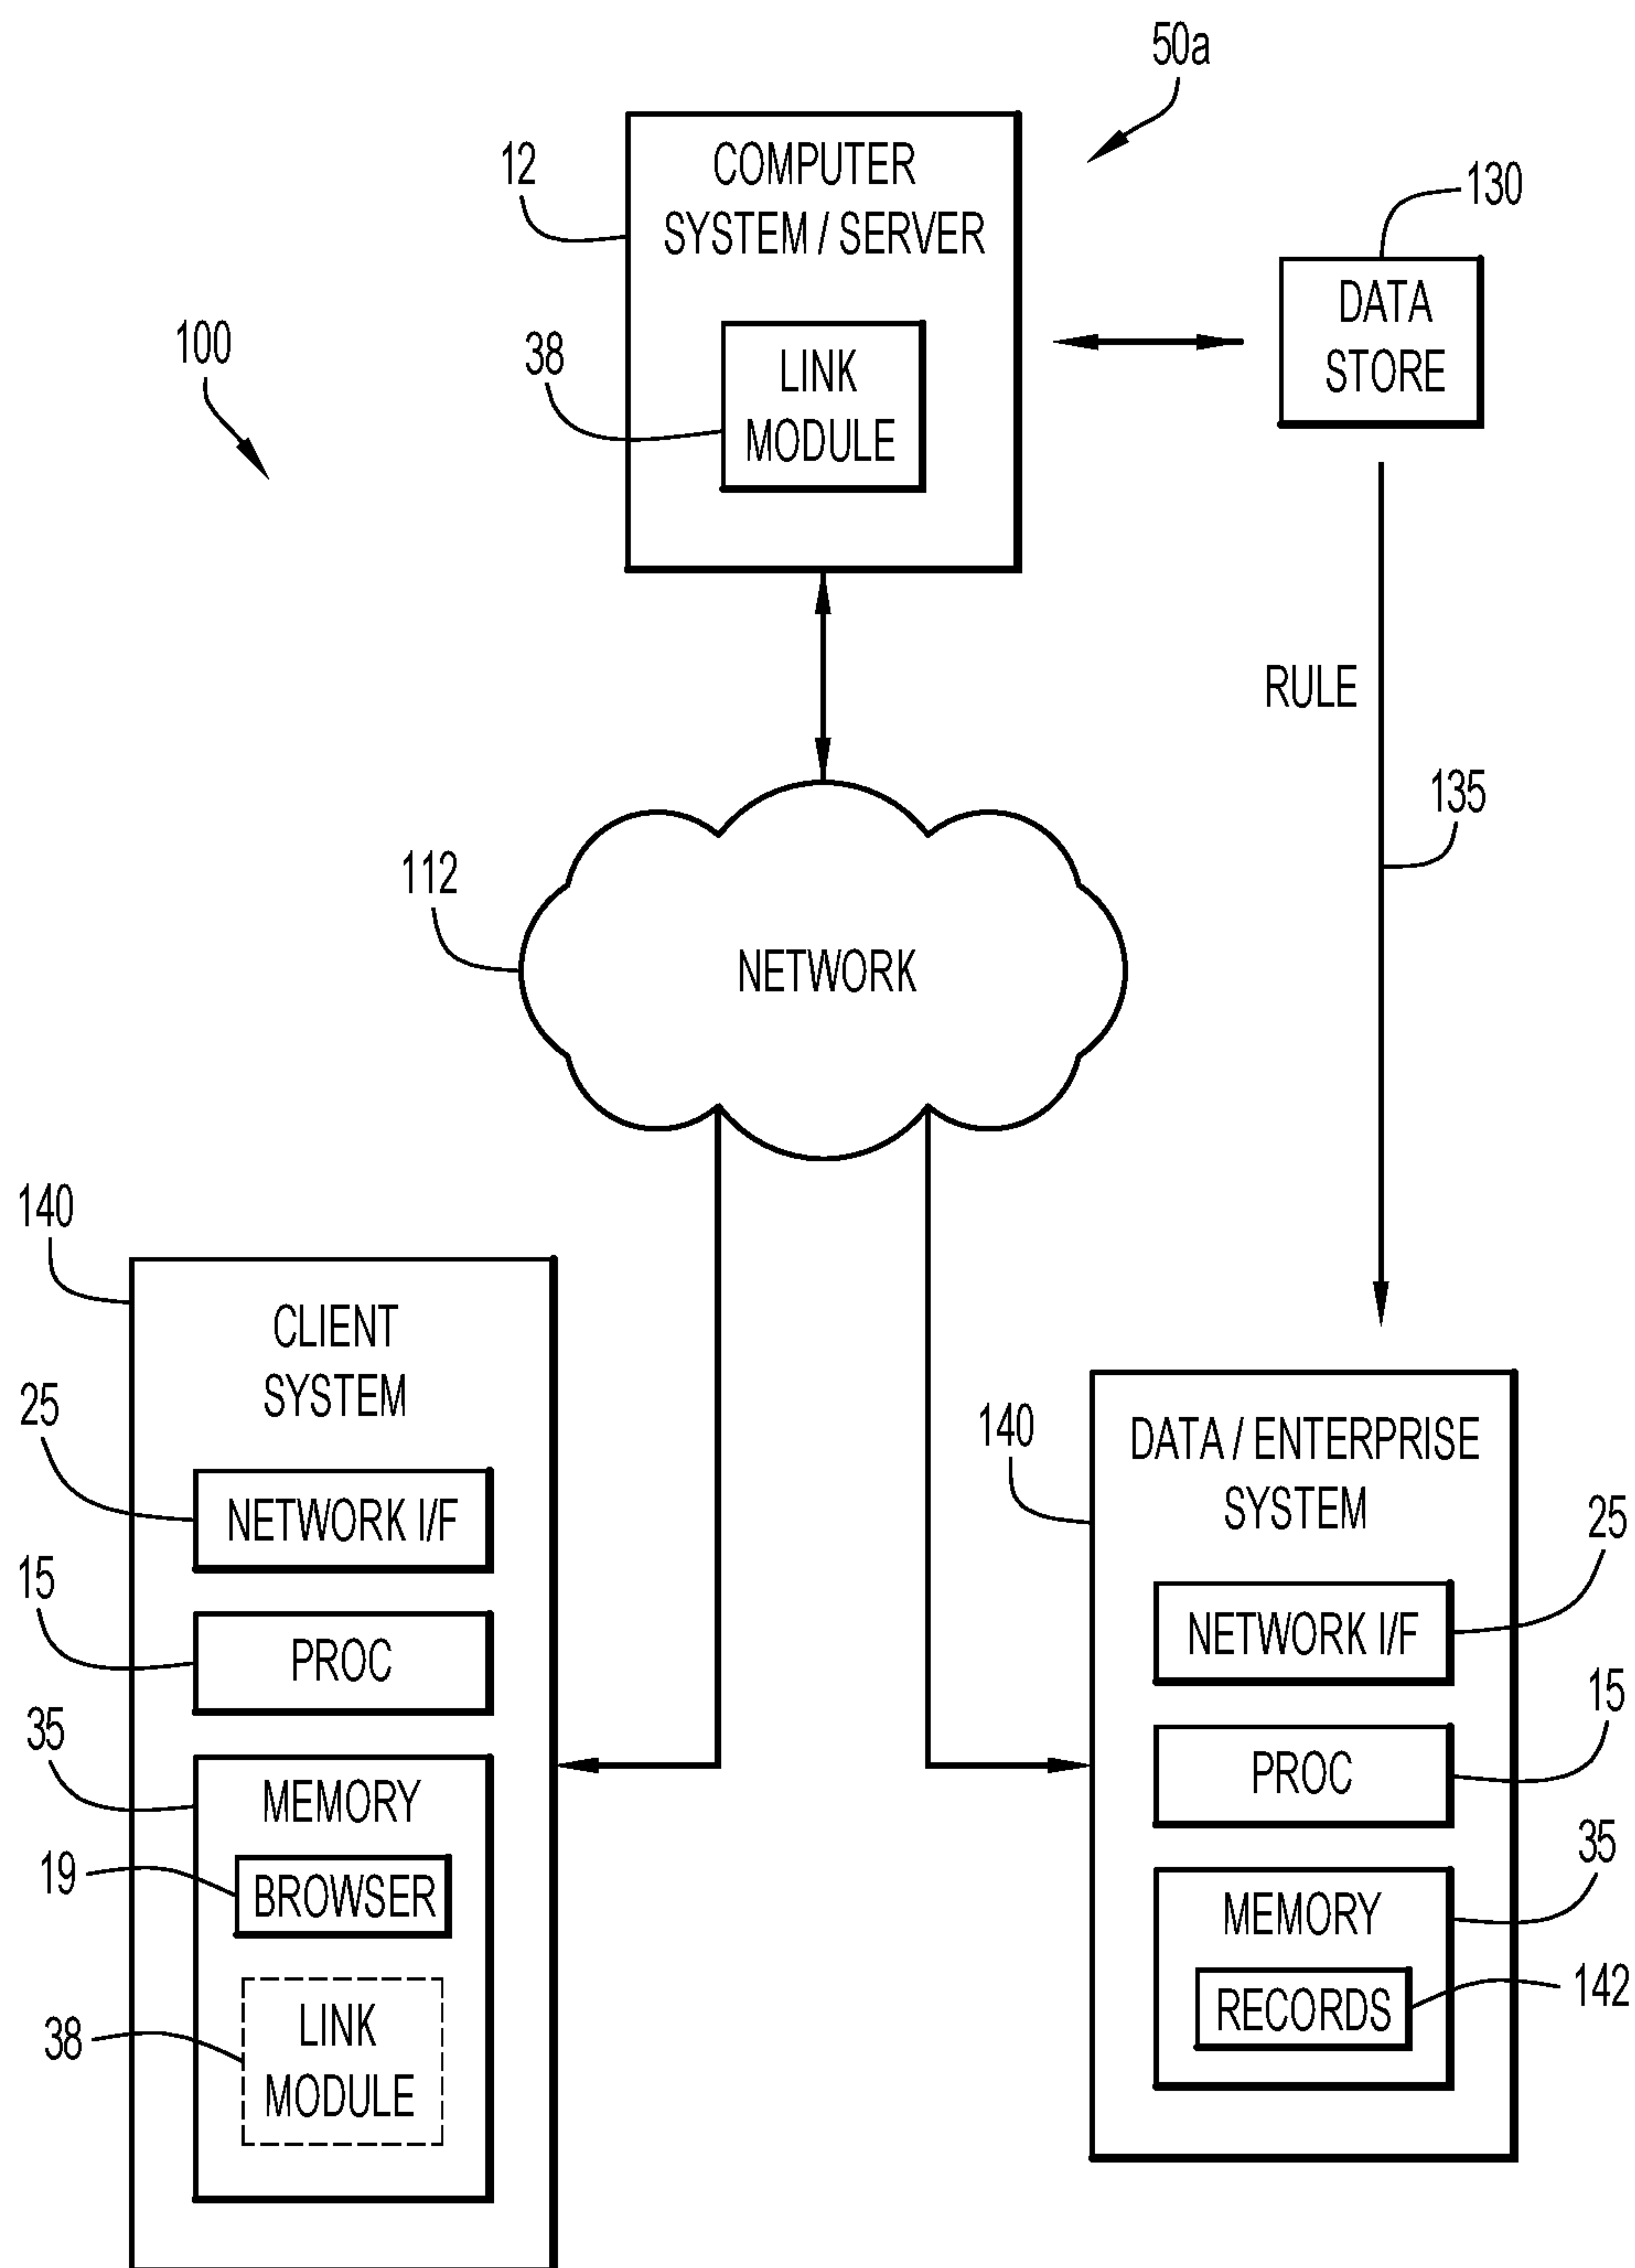 50a
12
COMPUTER
SYSTEM / SERVER
130
DATA
STORE
100
38
LINK
MODULE
RULE
135
112
NETWORK
140
CLIENT
SYSTEM
25
NETWORK I/F
15
PROC
35
MEMORY
19
BROWSER
38
LINK
MODULE
140
DATA / ENTERPRISE
SYSTEM
25
NETWORK I/F
15
PROC
35
MEMORY
RECORDS
142